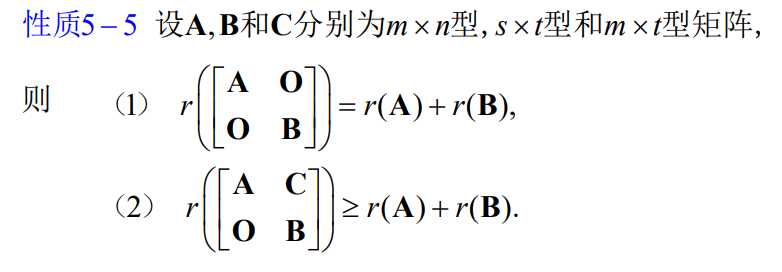 性质5－5 设A,B和C分别为m×n型,s×t型和m×t型矩阵,
则 (1) r([A O; O B]) = r(A) + r(B),
(2) r([A C; O B]) ≥ r(A) + r(B).